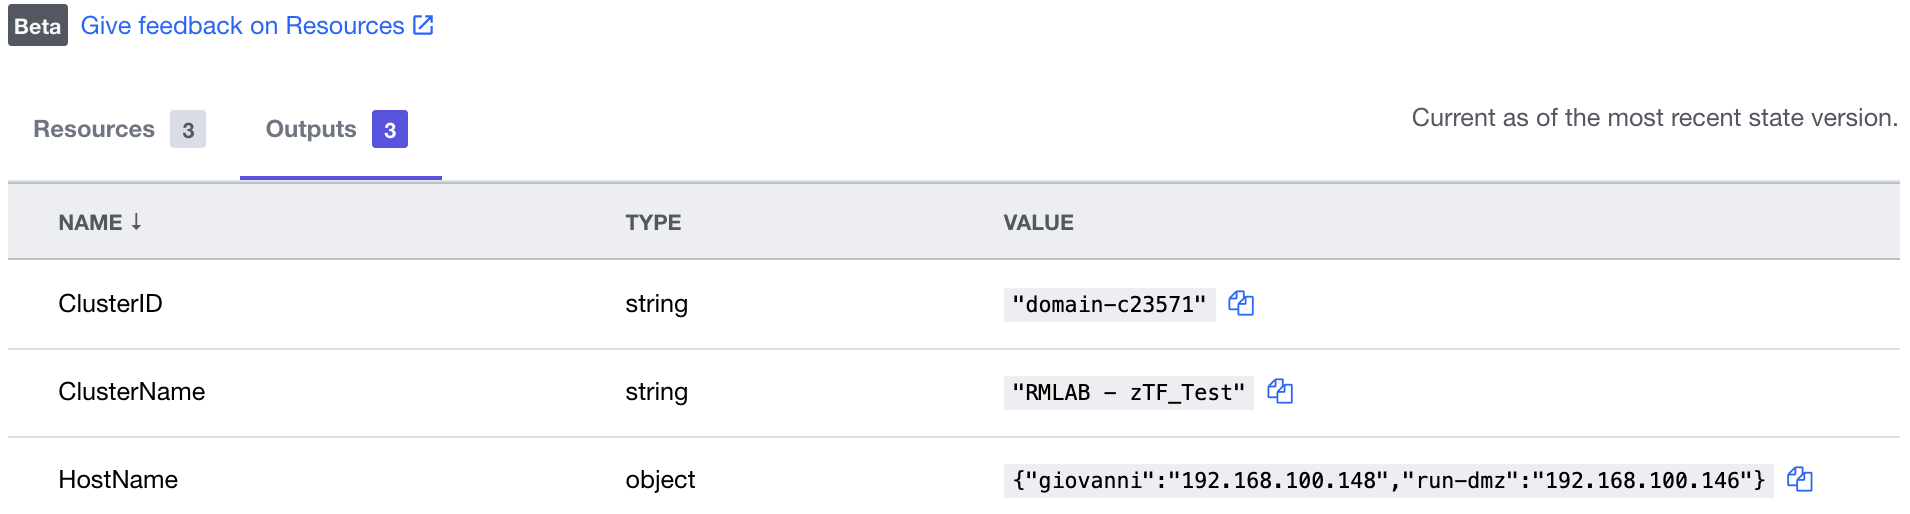 Beta Give feedback on Resources
Resources 3 Outputs 3 Current as of the most recent state version.
NAME ↓ TYPE VALUE
ClusterID string "domain-c23571"
ClusterName string "RMLAB - zTF_Test"
HostName object {"giovanni":"192.168.100.148","run-dmz":"192.168.100.146"}